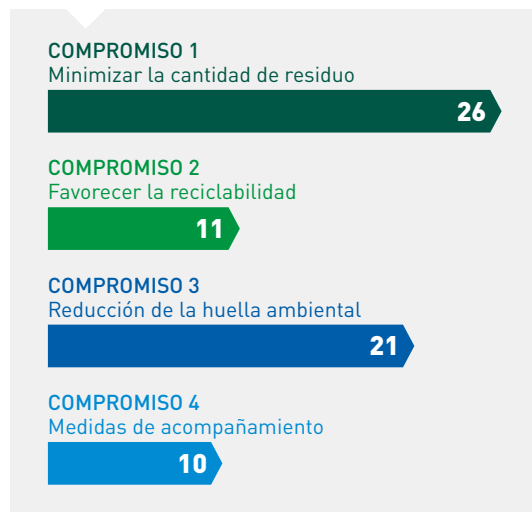 COMPROMISO 1
Minimizar la cantidad de residuo
26
COMPROMISO 2
Favorecer la reciclabilidad
11
COMPROMISO 3
Reducción de la huella ambiental
21
COMPROMISO 4
Medidas de acompañamiento
10